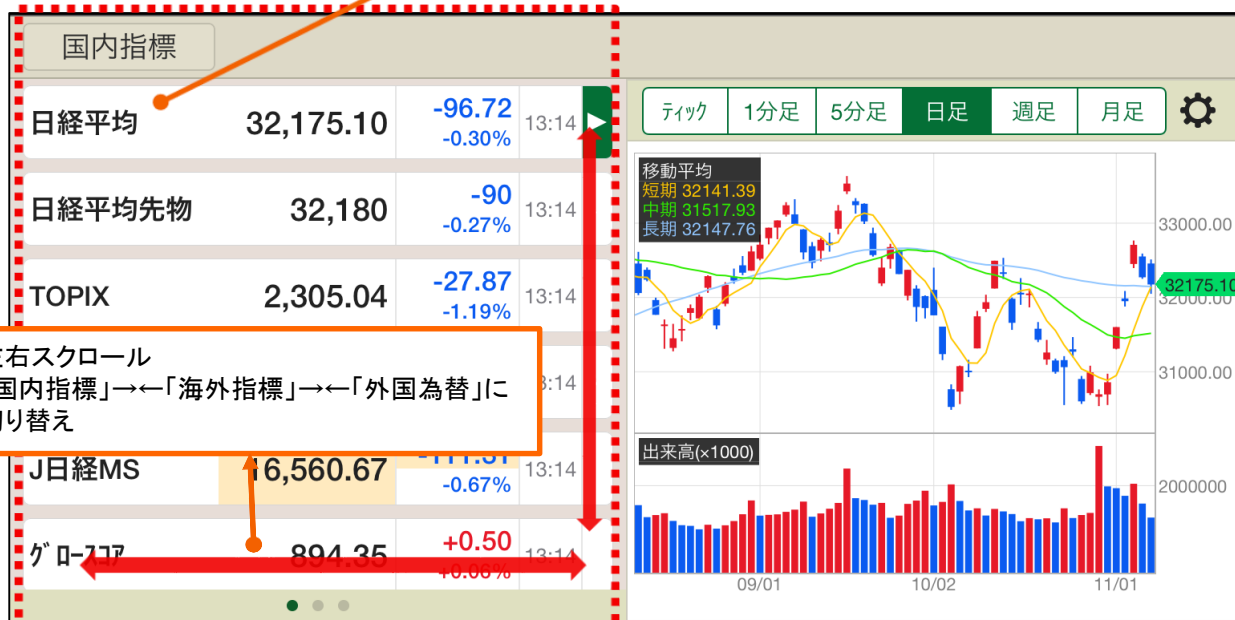 国内指標
日経平均 32,175.10 -96.72 -0.30% 13:14
日経平均先物 32,180 -90 -0.27% 13:14
TOPIX 2,305.04 -27.87 -1.19% 13:14
右スクロール
国内指標」→←「海外指標」→←「外国為替」に
り替え
:14
J日経MS 6,560.67 -0.67% 13:14
グロースコア 894.35 +0.50 +0.06% 13:14
ティック 1分足 5分足 日足 週足 月足
移動平均
短期 32141.39
中期 31517.93
長期 32147.76
33000.00
32175.10
32000.00
31000.00
出来高(×1000)
2000000
09/01 10/02 11/01